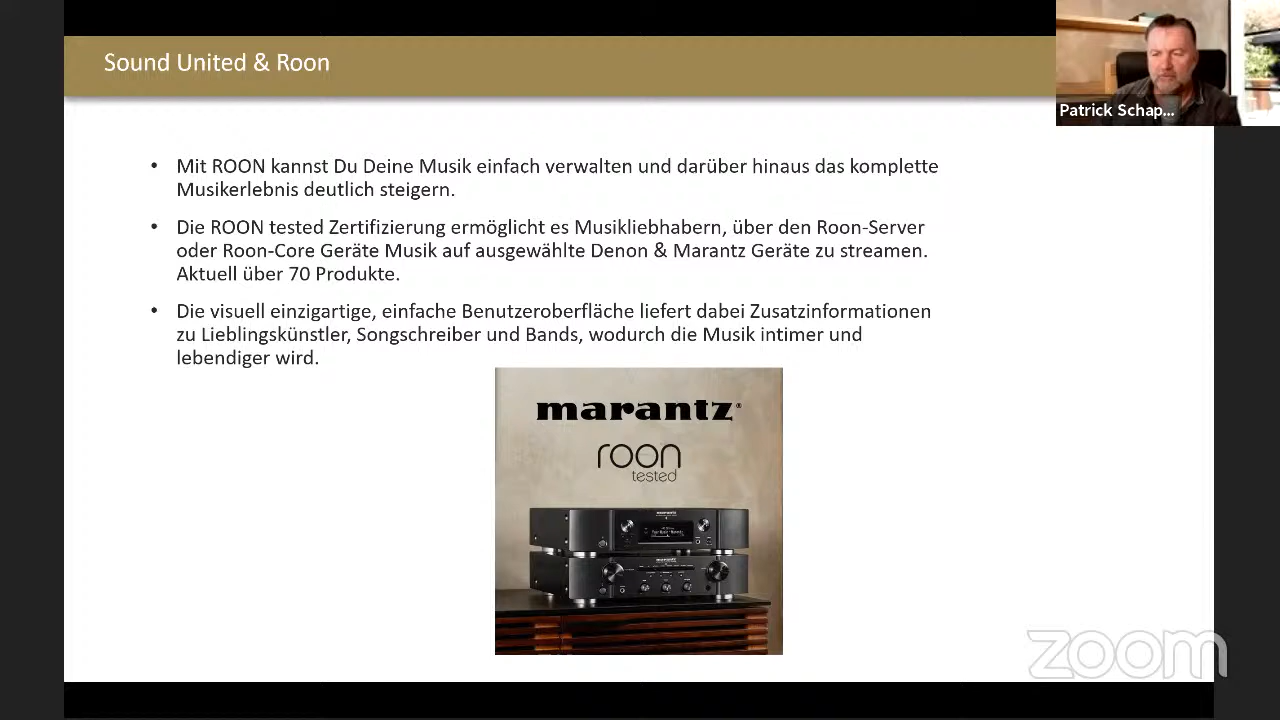 Sound United & Roon
Patrick Schap...
• Mit ROON kannst Du Deine Musik einfach verwalten und darüber hinaus das komplette
Musikerlebnis deutlich steigern.
• Die ROON tested Zertifizierung ermöglicht es Musikliebhabern, über den Roon-Server
oder Roon-Core Geräte Musik auf ausgewählte Denon & Marantz Geräte zu streamen.
Aktuell über 70 Produkte.
• Die visuell einzigartige, einfache Benutzeroberfläche liefert dabei Zusatzinformationen
zu Lieblingskünstler, Songschreiber und Bands, wodurch die Musik intimer und
lebendiger wird.
marantz®
roon
tested
marantz
marantz
zoom